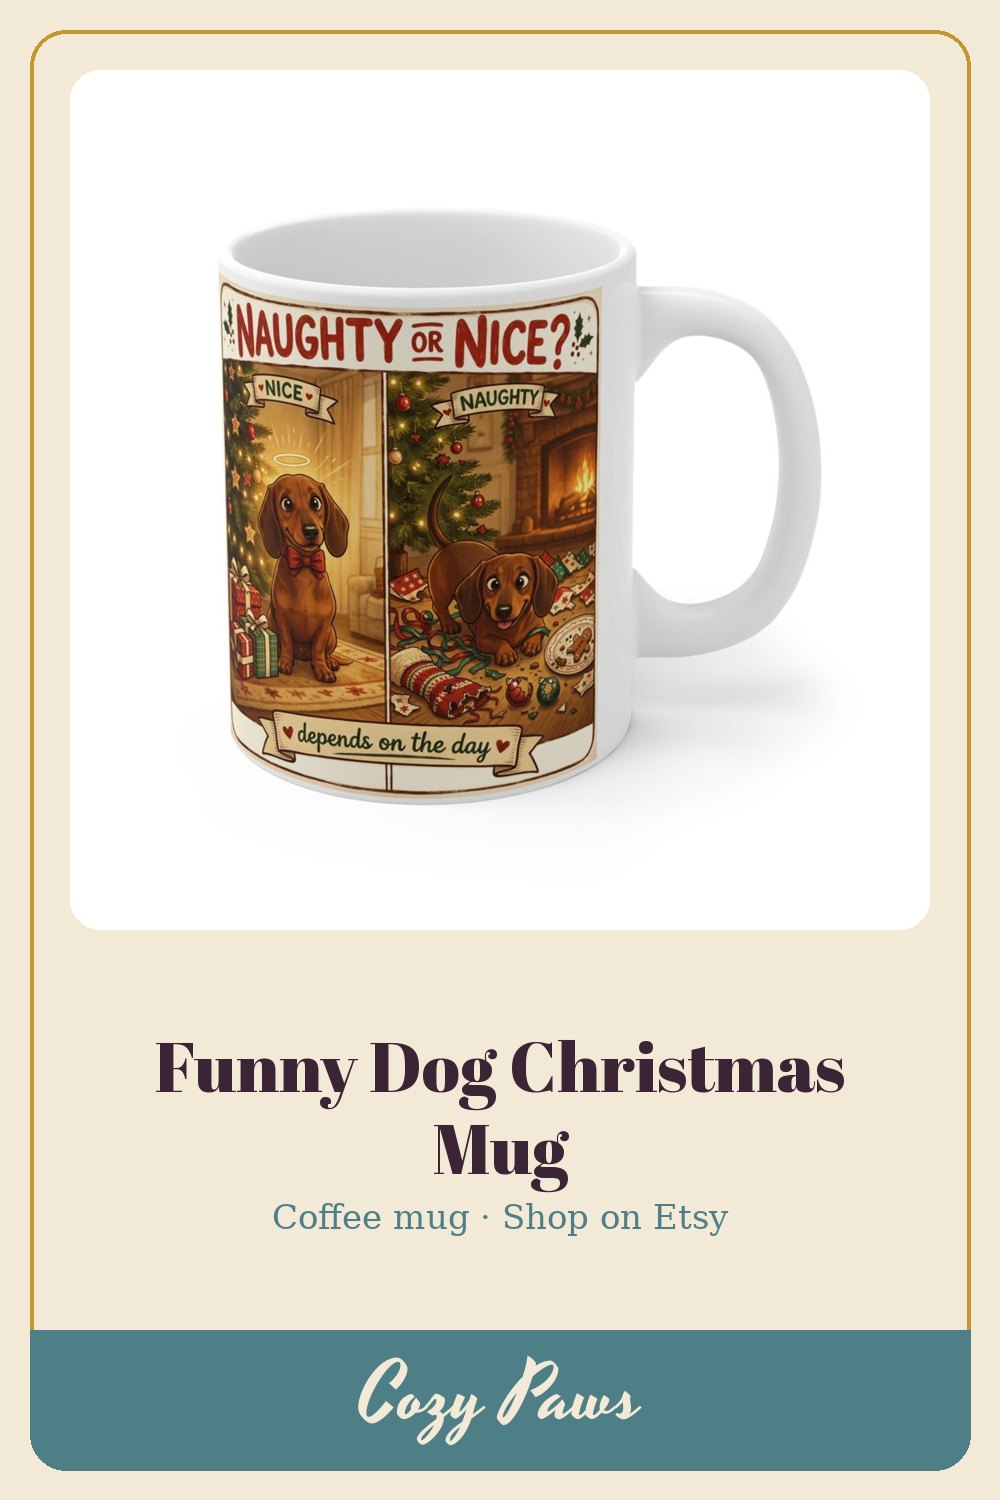 NAUGHTY OR NICE?
NICE
NAUGHTY
depends on the day
Funny Dog Christmas
Mug
Coffee mug · Shop on Etsy
Cozy Paws